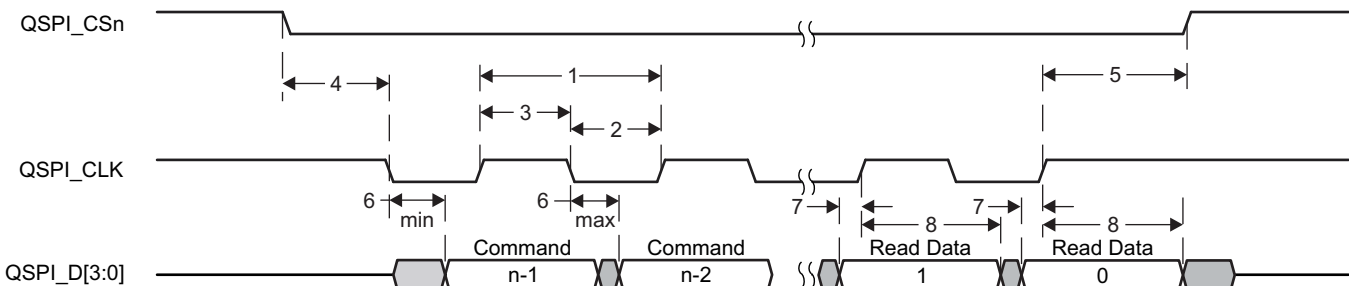 QSPI_CSn
4
1
5
3
2
QSPI_CLK
6
min
6
max
7
8
7
8
Command
Command
Read Data
Read Data
QSPI_D[3:0]
n-1
n-2
1
0